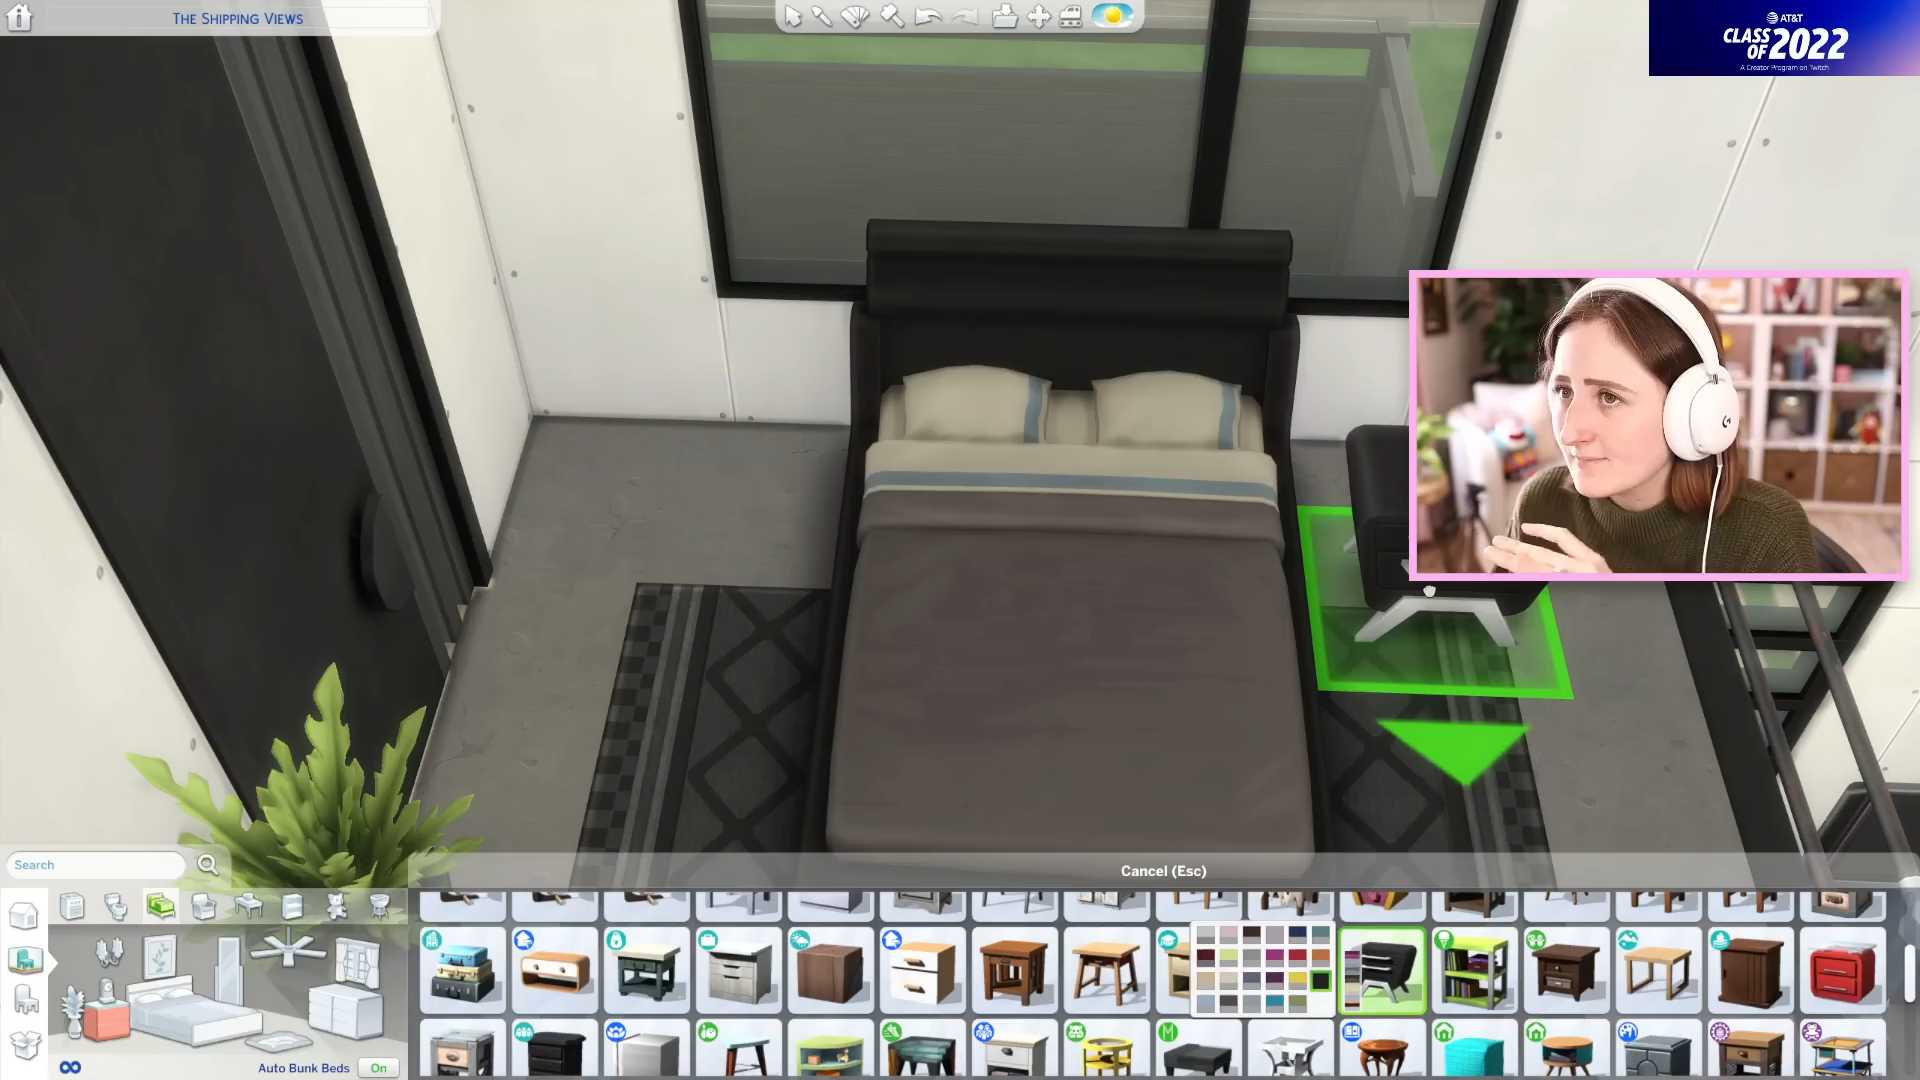 THE SHIPPING VIEWS
AT&T
CLASS
OF 2022
A Creator Program on Twitch
Cancel (Esc)
Search
Auto Bunk Beds
On